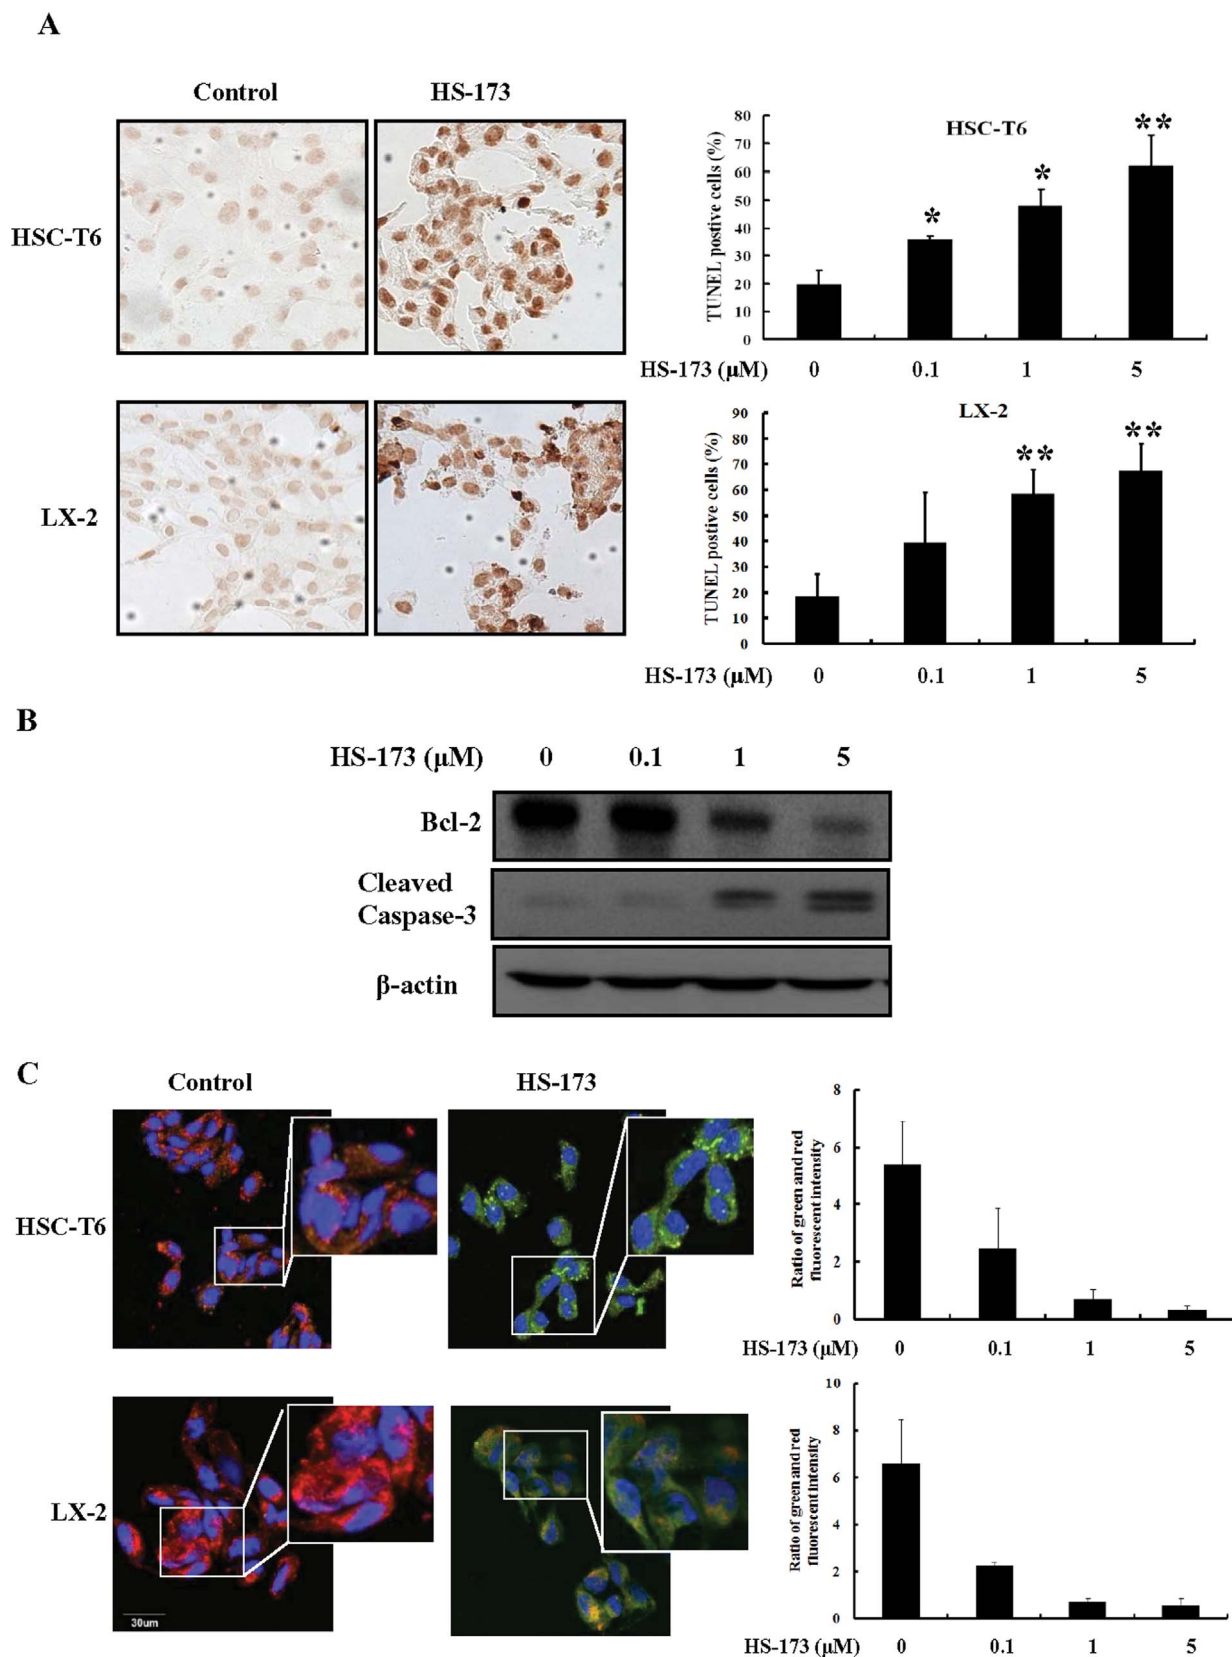 A
Control HS-173
HSC-T6
LX-2
TUNEL postive cells (%)
80
70
60
50
40
30
20
10
0
HSC-T6
*
*
**
HS-173 (μM) 0 0.1 1 5
TUNEL postive cells (%)
90
80
70
60
50
40
30
20
10
0
LX-2
**
**
HS-173 (μM) 0 0.1 1 5
B
HS-173 (μM) 0 0.1 1 5
Bcl-2
Cleaved
Caspase-3
β-actin
C
Control HS-173
HSC-T6
LX-2
30um
Ratio of green and red
fluorescent intensity
8
6
4
2
0
HS-173 (μM) 0 0.1 1 5
Ratio of green and red
fluorescent intensity
10
8
6
4
2
0
HS-173 (μM) 0 0.1 1 5